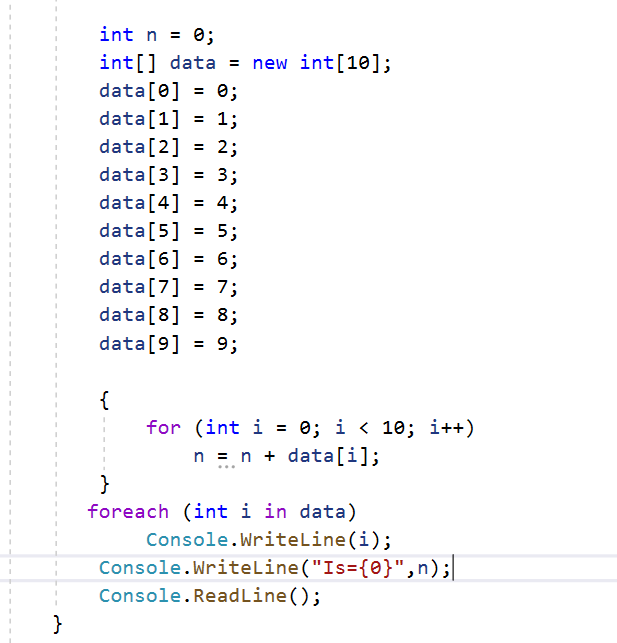 int n = 0;
int[] data = new int[10];
data[0] = 0;
data[1] = 1;
data[2] = 2;
data[3] = 3;
data[4] = 4;
data[5] = 5;
data[6] = 6;
data[7] = 7;
data[8] = 8;
data[9] = 9;
{
for (int i = 0; i < 10; i++)
n = n + data[i];
}
foreach (int i in data)
Console.WriteLine(i);
Console.WriteLine("Is={0}",n);
Console.ReadLine();
}